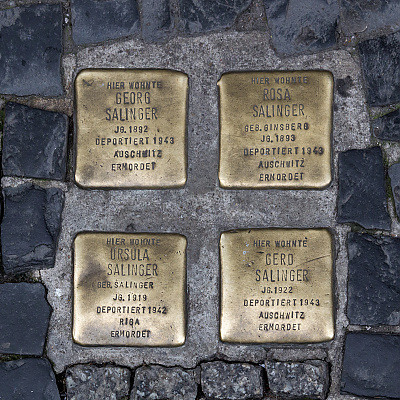 HIER WOHNTE
GEORG
SALINGER
JG. 1892
DEPORTIERT 1943
AUSCHWITZ
ERMORDET
HIER WOHNTE
ROSA
SALINGER
GEB. GINSBERG
JG. 1893
DEPORTIERT 1943
AUSCHWITZ
ERMORDET
HIER WOHNTE
URSULA
SALINGER
GEB. SALINGER
JG. 1919
DEPORTIERT 1942
RIGA
ERMORDET
HIER WOHNTE
GERD
SALINGER
JG. 1922
DEPORTIERT 1943
AUSCHWITZ
ERMORDET